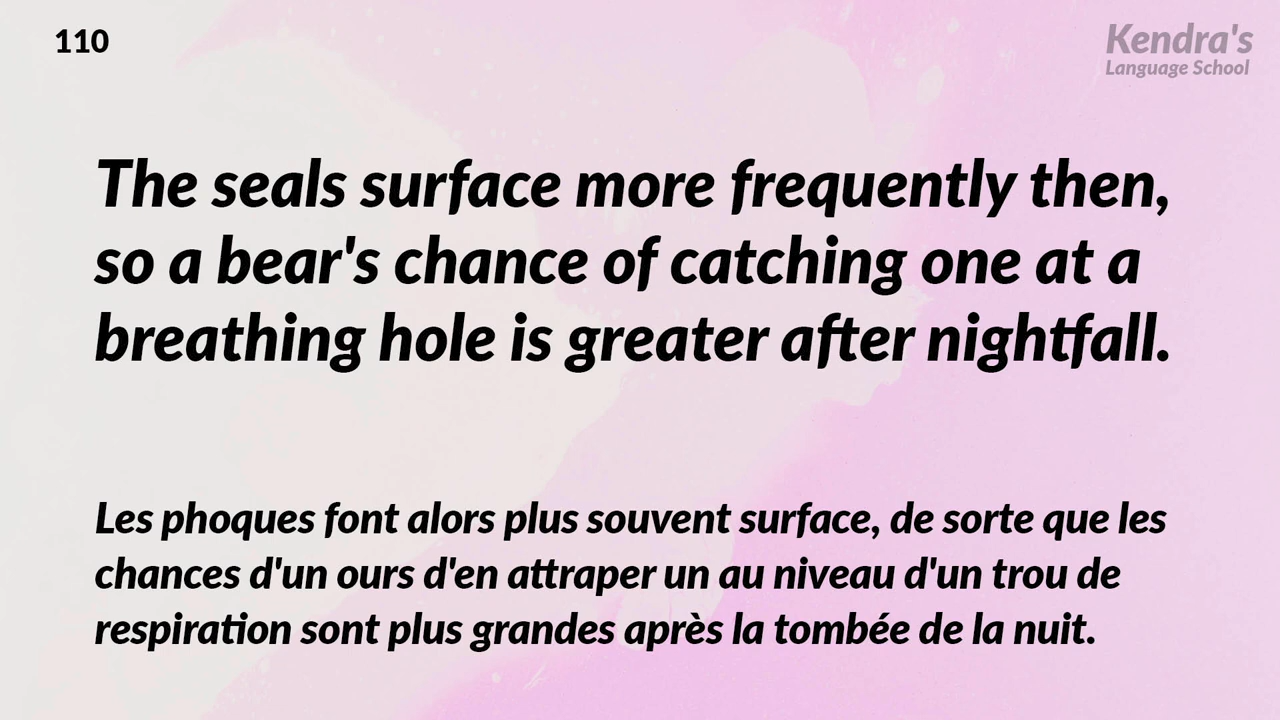 110
Kendra's
Language School
The seals surface more frequently then,
so a bear's chance of catching one at a
breathing hole is greater after nightfall.
Les phoques font alors plus souvent surface, de sorte que les
chances d'un ours d'en attraper un au niveau d'un trou de
respiration sont plus grandes après la tombée de la nuit.